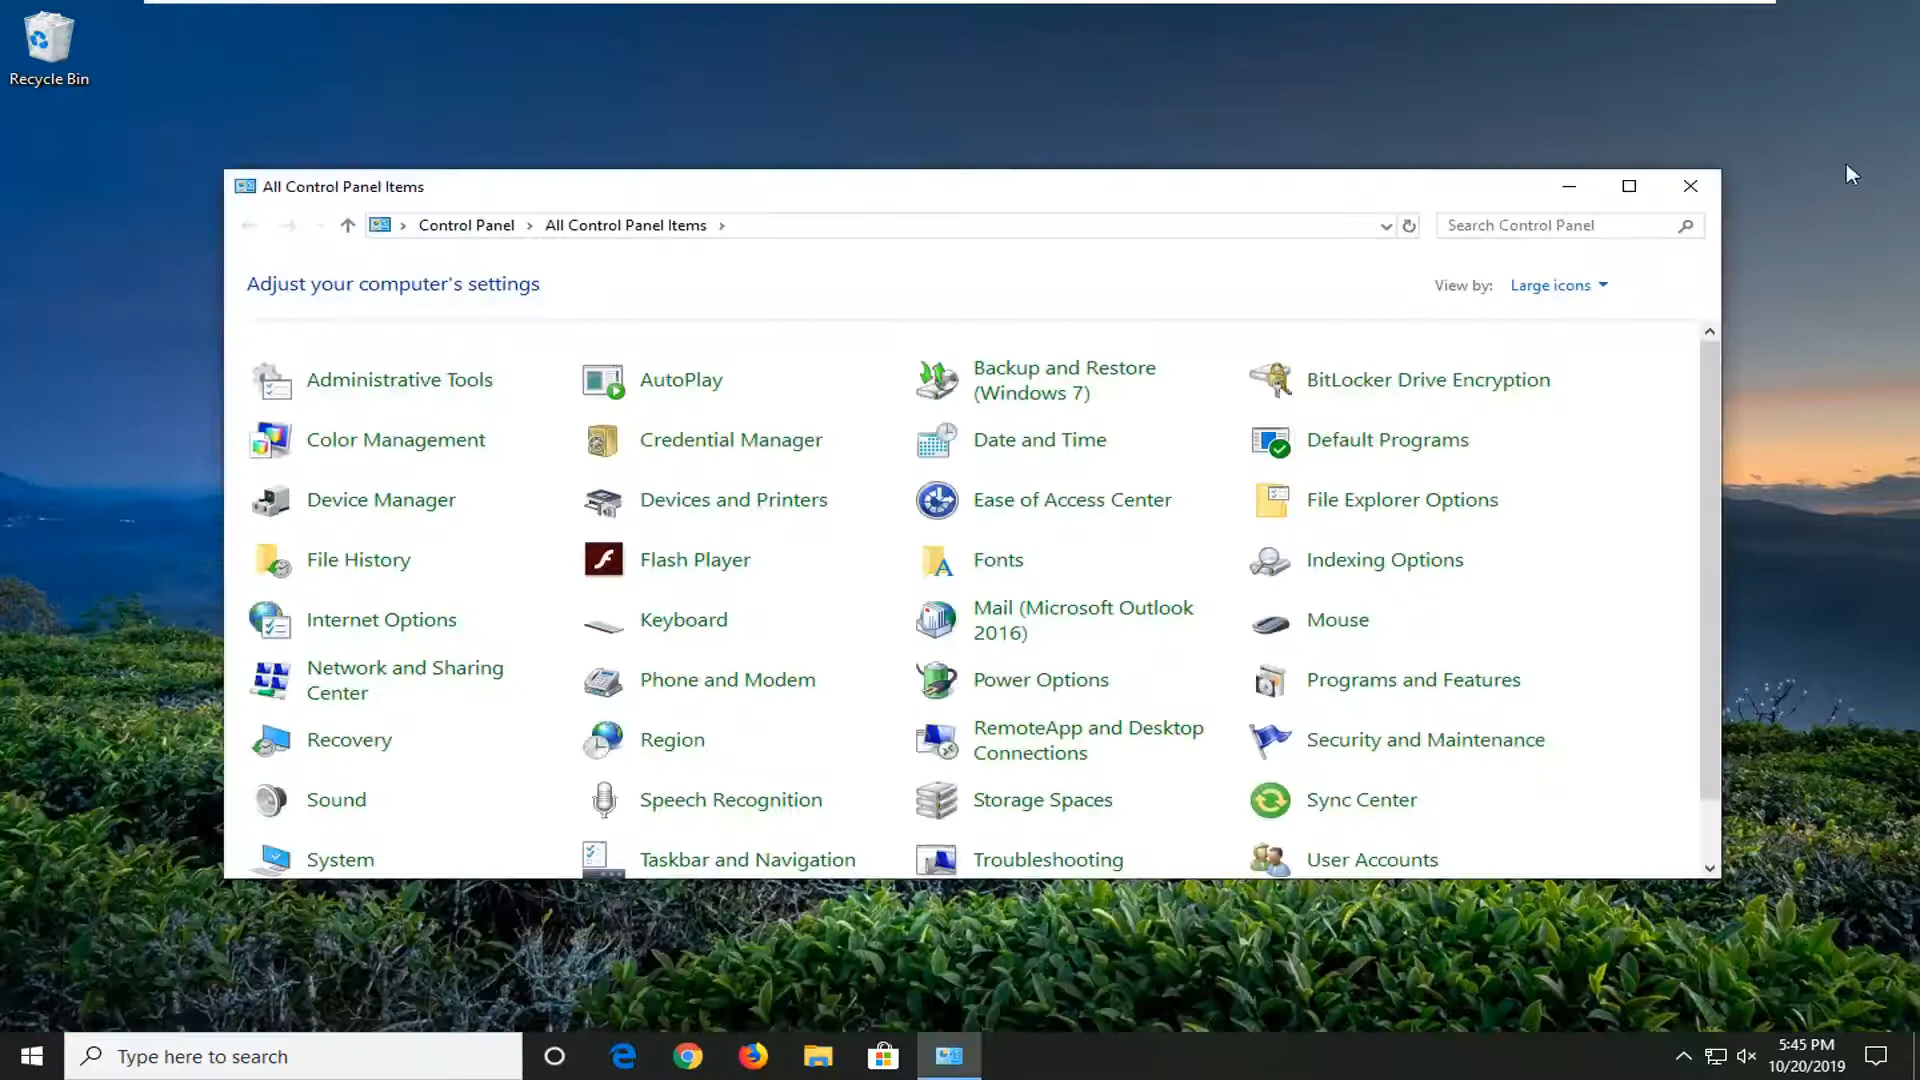 Recycle Bin
All Control Panel Items
Control Panel
All Control Panel Items
Search Control Panel
Adjust your computer's settings
View by:
Large icons
Administrative Tools
AutoPlay
Backup and Restore
(Windows 7)
BitLocker Drive Encryption
Color Management
Credential Manager
Date and Time
Default Programs
Device Manager
Devices and Printers
Ease of Access Center
File Explorer Options
File History
Flash Player
Fonts
Indexing Options
Internet Options
Keyboard
Mail (Microsoft Outlook
2016)
Mouse
Network and Sharing
Center
Phone and Modem
Power Options
Programs and Features
Recovery
Region
RemoteApp and Desktop
Connections
Security and Maintenance
Sound
Speech Recognition
Storage Spaces
Sync Center
System
Taskbar and Navigation
Troubleshooting
User Accounts
Type here to search
5:45 PM
10/20/2019